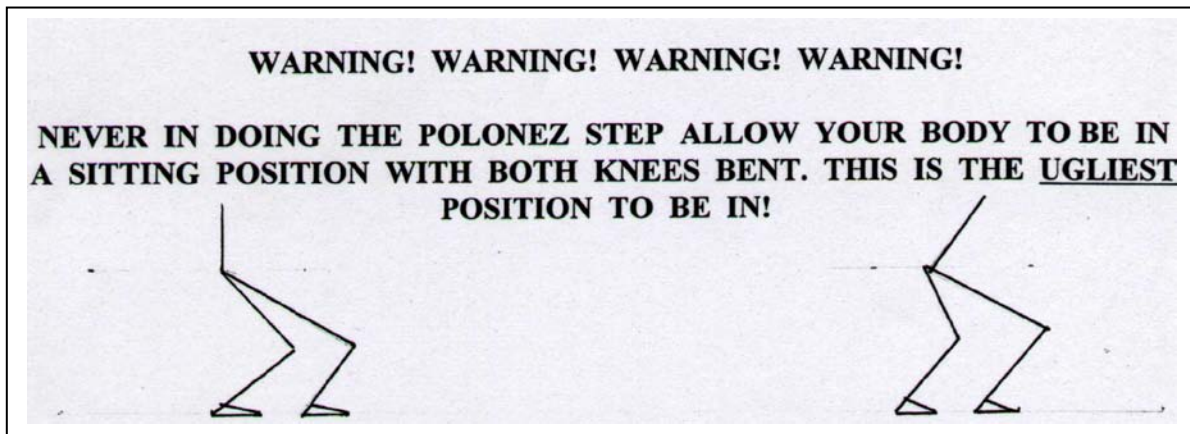 WARNING! WARNING! WARNING! WARNING!
NEVER IN DOING THE POLONEZ STEP ALLOW YOUR BODY TO BE IN
A SITTING POSITION WITH BOTH KNEES BENT. THIS IS THE UGLIEST
POSITION TO BE IN!